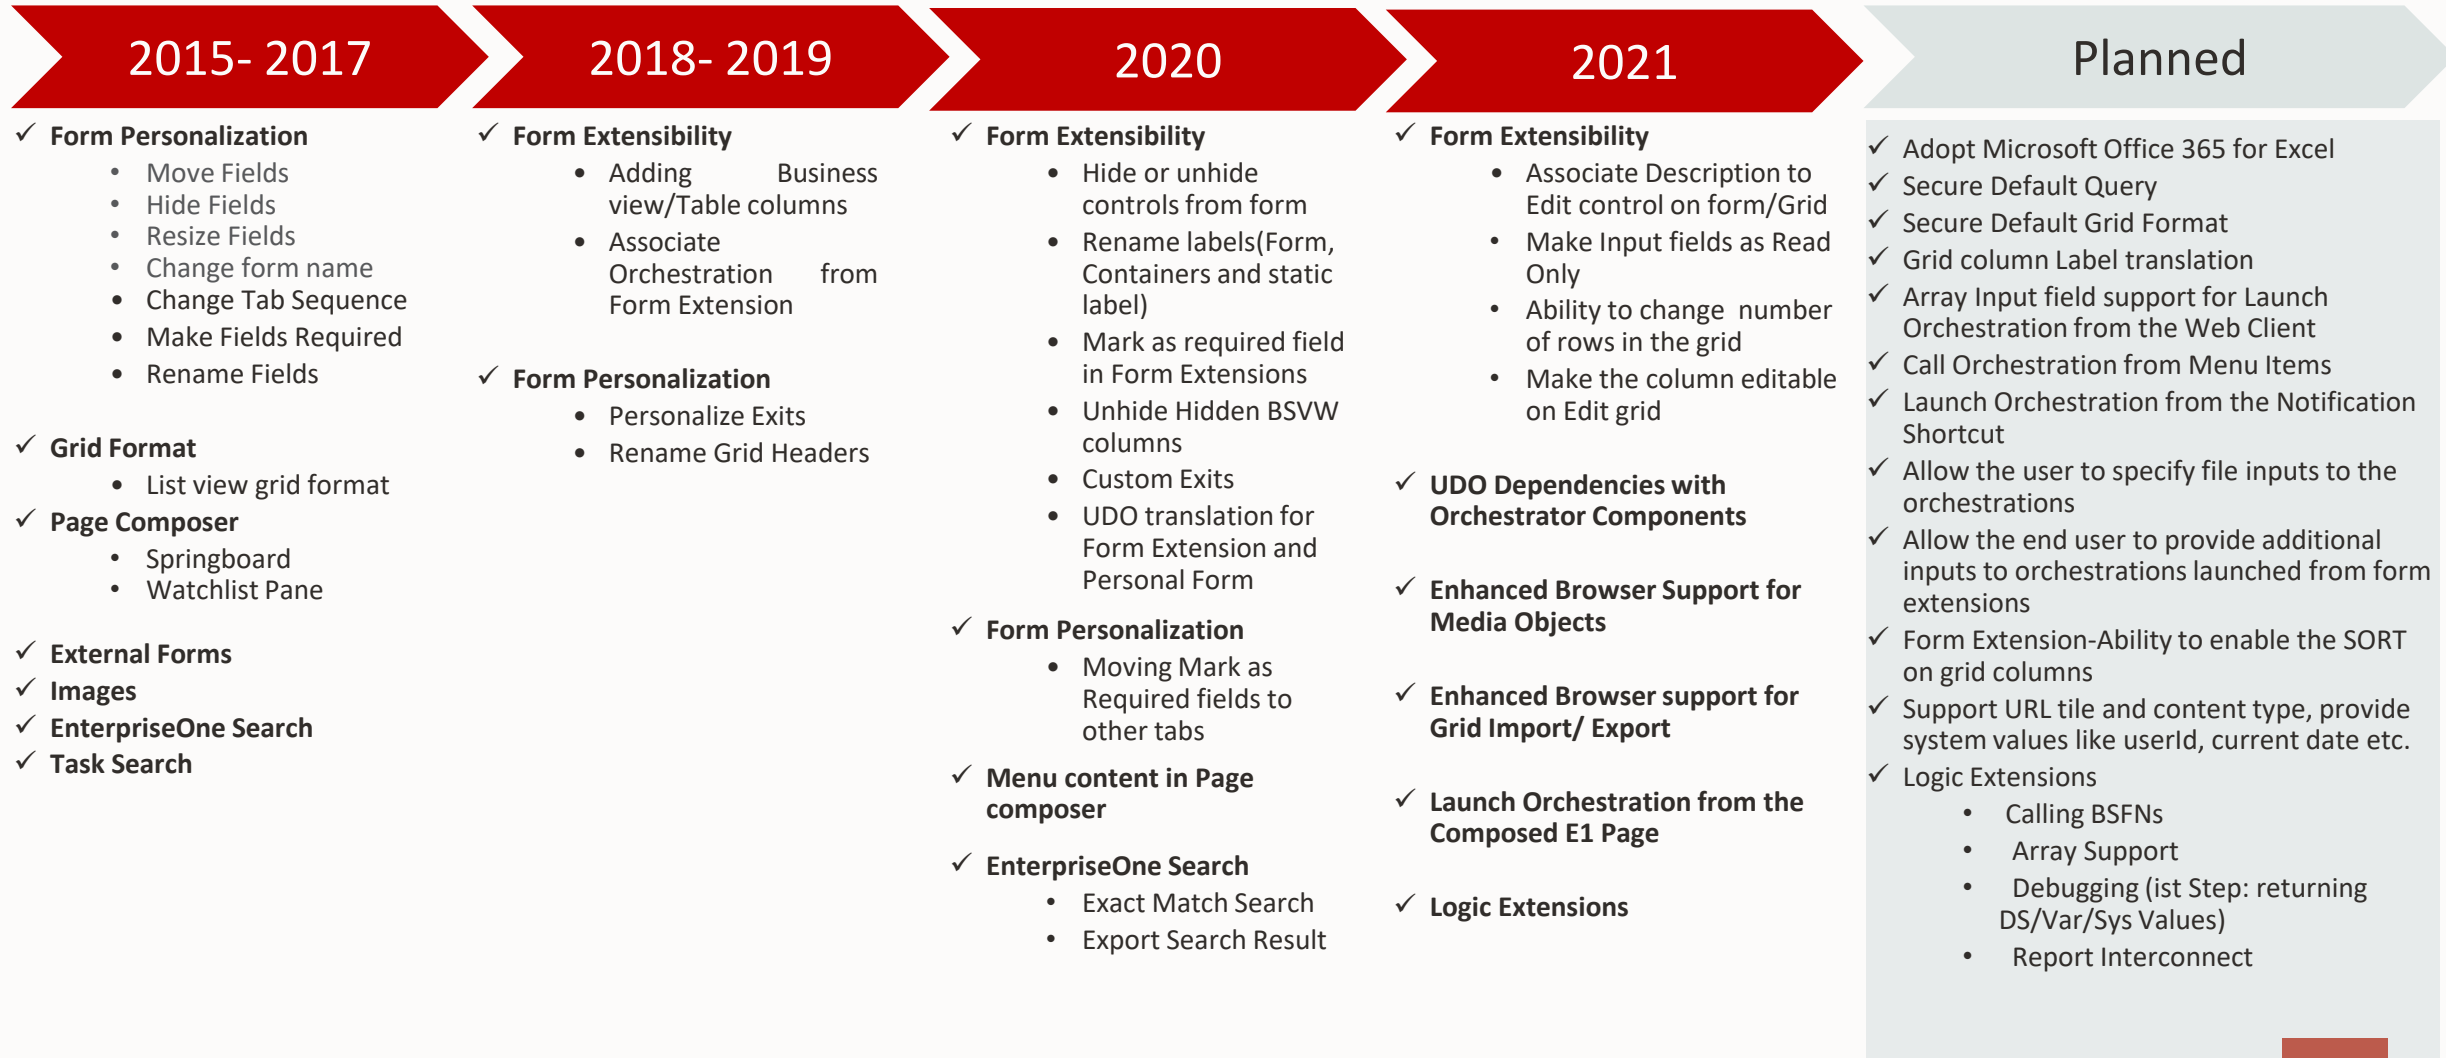 2015- 2017
✓ Form Personalization
• Move Fields
• Hide Fields
• Resize Fields
• Change form name
• Change Tab Sequence
• Make Fields Required
• Rename Fields
✓ Grid Format
• List view grid format
✓ Page Composer
• Springboard
• Watchlist Pane
✓ External Forms
✓ Images
✓ EnterpriseOne Search
✓ Task Search
2018- 2019
✓ Form Extensibility
• Adding Business
view/Table columns
• Associate
Orchestration from
Form Extension
✓ Form Personalization
• Personalize Exits
• Rename Grid Headers
2020
✓ Form Extensibility
• Hide or unhide
controls from form
• Rename labels(Form,
Containers and static
label)
• Mark as required field
in Form Extensions
• Unhide Hidden BSVW
columns
• Custom Exits
• UDO translation for
Form Extension and
Personal Form
✓ Form Personalization
• Moving Mark as
Required fields to
other tabs
✓ Menu content in Page
composer
✓ EnterpriseOne Search
• Exact Match Search
• Export Search Result
2021
✓ Form Extensibility
• Associate Description to
Edit control on form/Grid
• Make Input fields as Read
Only
• Ability to change number
of rows in the grid
• Make the column editable
on Edit grid
✓ UDO Dependencies with
Orchestrator Components
✓ Enhanced Browser Support for
Media Objects
✓ Enhanced Browser support for
Grid Import/ Export
✓ Launch Orchestration from the
Composed E1 Page
✓ Logic Extensions
Planned
✓ Adopt Microsoft Office 365 for Excel
✓ Secure Default Query
✓ Secure Default Grid Format
✓ Grid column Label translation
✓ Array Input field support for Launch
Orchestration from the Web Client
✓ Call Orchestration from Menu Items
✓ Launch Orchestration from the Notification
Shortcut
✓ Allow the user to specify file inputs to the
orchestrations
✓ Allow the end user to provide additional
inputs to orchestrations launched from form
extensions
✓ Form Extension-Ability to enable the SORT
on grid columns
✓ Support URL tile and content type, provide
system values like userId, current date etc.
✓ Logic Extensions
• Calling BSFNs
• Array Support
• Debugging (ist Step: returning
DS/Var/Sys Values)
• Report Interconnect